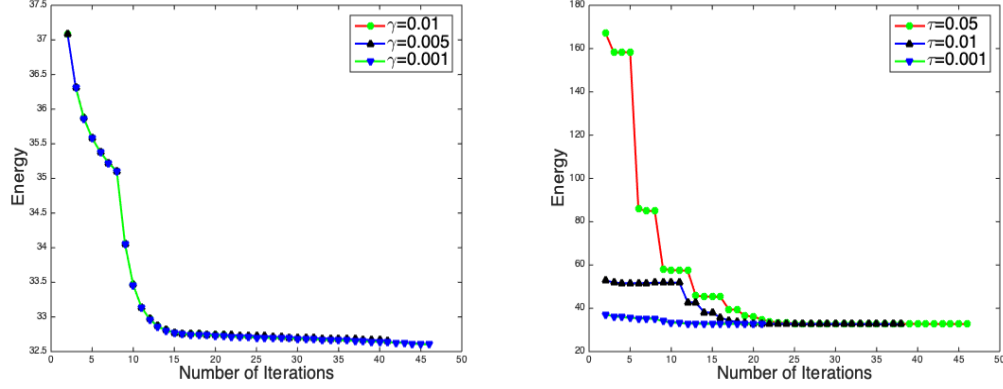 37.5
37
36.5
36
35.5
35
34.5
34
33.5
33
32.5
0 5 10 15 20 25 30 35 40 45 50
Energy
Number of Iterations
γ=0.01
γ=0.005
γ=0.001
180
160
140
120
100
80
60
40
20
0 5 10 15 20 25 30 35 40 45 50
Energy
Number of Iterations
τ=0.05
τ=0.01
τ=0.001